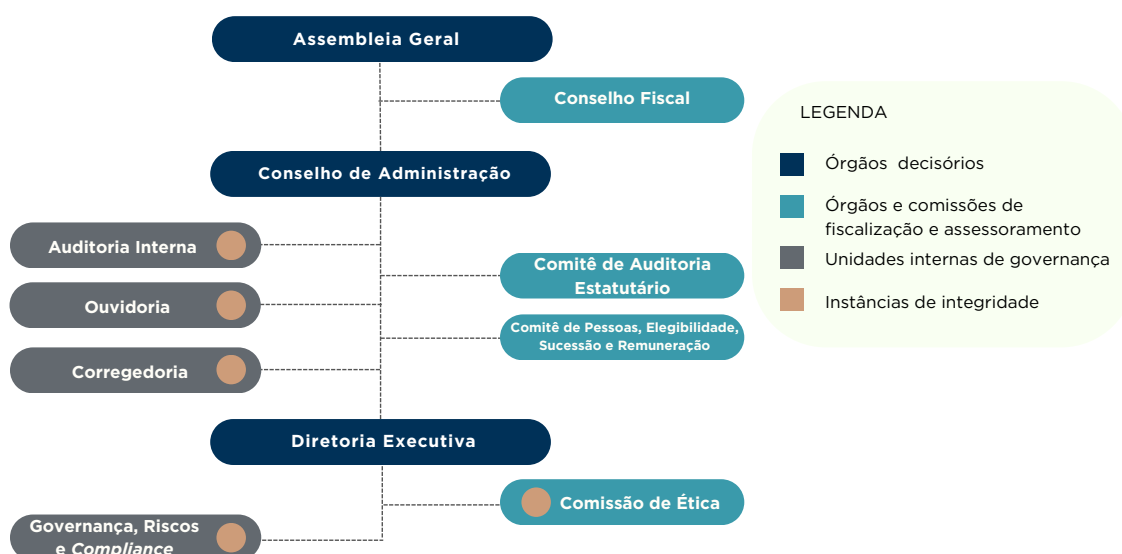 Assembleia Geral
Conselho Fiscal
LEGENDA
Órgãos decisórios
Órgãos e comissões de
fiscalização e assessoramento
Unidades internas de governança
Instâncias de integridade
Conselho de Administração
Auditoria Interna
Ouvidoria
Corregedoria
Comitê de Auditoria
Estatutário
Comitê de Pessoas, Elegibilidade,
Sucessão e Remuneração
Diretoria Executiva
Comissão de Ética
Governança, Riscos
e Compliance